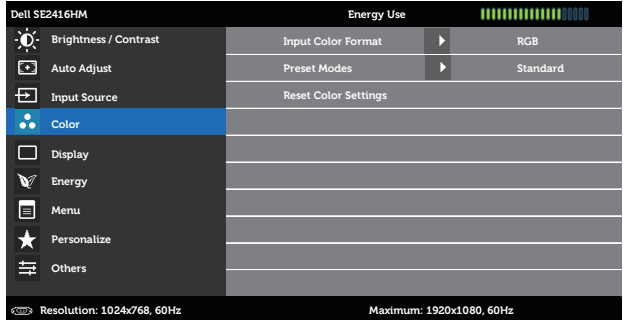 Dell SE2416HM Energy Use
Brightness / Contrast Input Color Format RGB
Auto Adjust Preset Modes Standard
Input Source Reset Color Settings
Color
Display
Energy
Menu
Personalize
Others
Resolution: 1024x768, 60Hz Maximum: 1920x1080, 60Hz